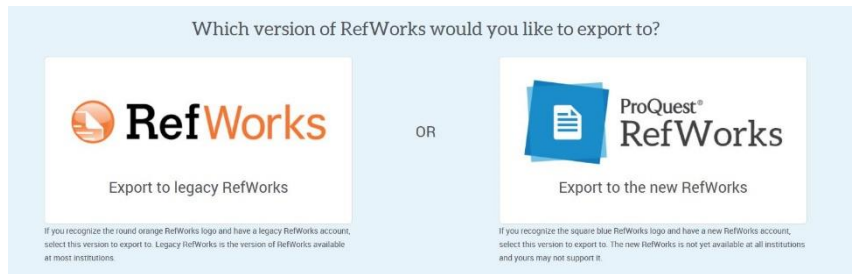 Which version of RefWorks would you like to export to?
RefWorks
Export to legacy RefWorks
If you recognize the round orange RefWorks logo and have a legacy RefWorks account,
select this version to export to. Legacy RefWorks is the version of RefWorks available
at most institutions.
OR
ProQuest®
RefWorks
Export to the new RefWorks
If you recognize the square blue RefWorks logo and have a new RefWorks account,
select this version to export to. The new RefWorks is not yet available at all institutions
and yours may not support it.